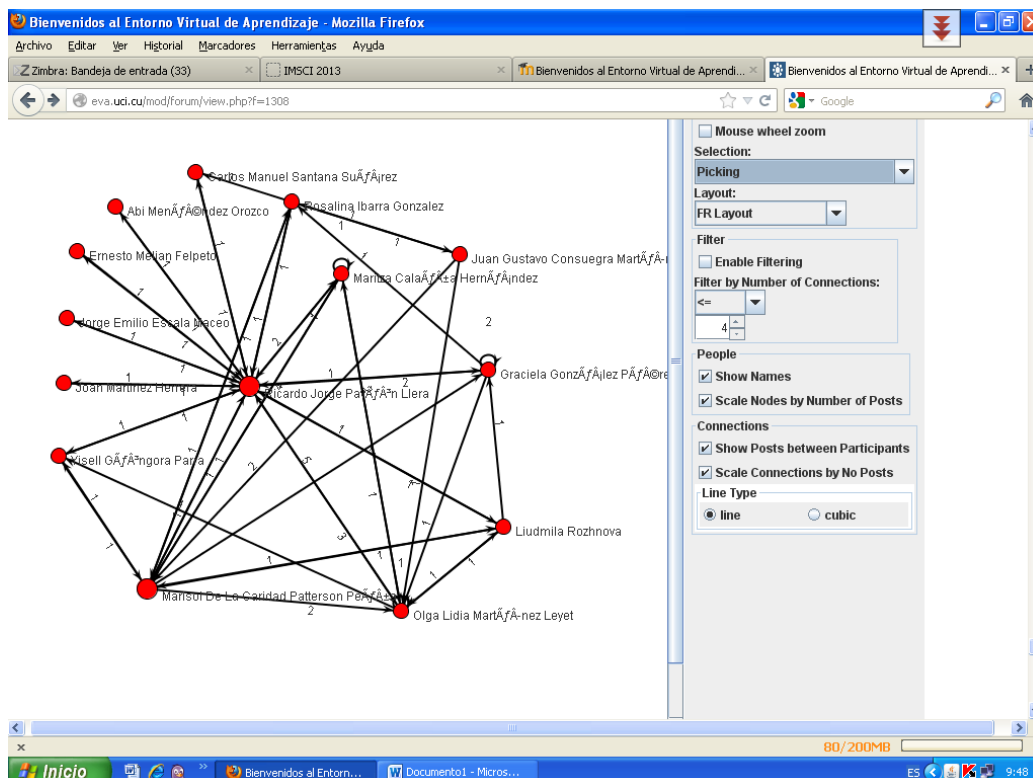 Bienvenidos al Entorno Virtual de Aprendizaje - Mozilla Firefox
Archivo Editar Ver Historial Marcadores Herramientas Ayuda
Zimbra: Bandeja de entrada (33)
IMSCI 2013
Bienvenidos al Entorno Virtual de Aprendi...
Bienvenidos al Entorno Virtual de Aprendi...
eva.uci.cu/mod/forum/view.php?f=1308
Google
Mouse wheel zoom
Selection:
Picking
Layout:
FR Layout
Filter
Enable Filtering
Filter by Number of Connections:
<=
4
People
Show Names
Scale Nodes by Number of Posts
Connections
Show Posts between Participants
Scale Connections by No Posts
Line Type
line
cubic
Carlos Manuel Santana SuÃƒÂ¡rez
Rosalina Ibarra Gonzalez
Abi MenÃƒÂ©ndez Orozco
Ernesto Melian Felpeto
Juan Gustavo Consuegra MartÃƒÂ-n
Maritza CalaÃƒÂ±a HernÃƒÂ¡ndez
Jorge Emilio Escala Maceo
Graciela GonzÃƒÂ¡lez PÃƒÂ©re
Joan Martinez Herrera
Ricardo Jorge PavÃƒÂ³n Llera
Yisell GÃƒÂ³ngora Parra
Liudmila Rozhnova
Marisol De La Caridad Patterson PeÃƒÂ±a
Olga Lidia MartÃƒÂ-nez Leyet
80/200MB
Inicio
Bienvenidos al Entorn...
Documento1 - Micros...
ES
9:48